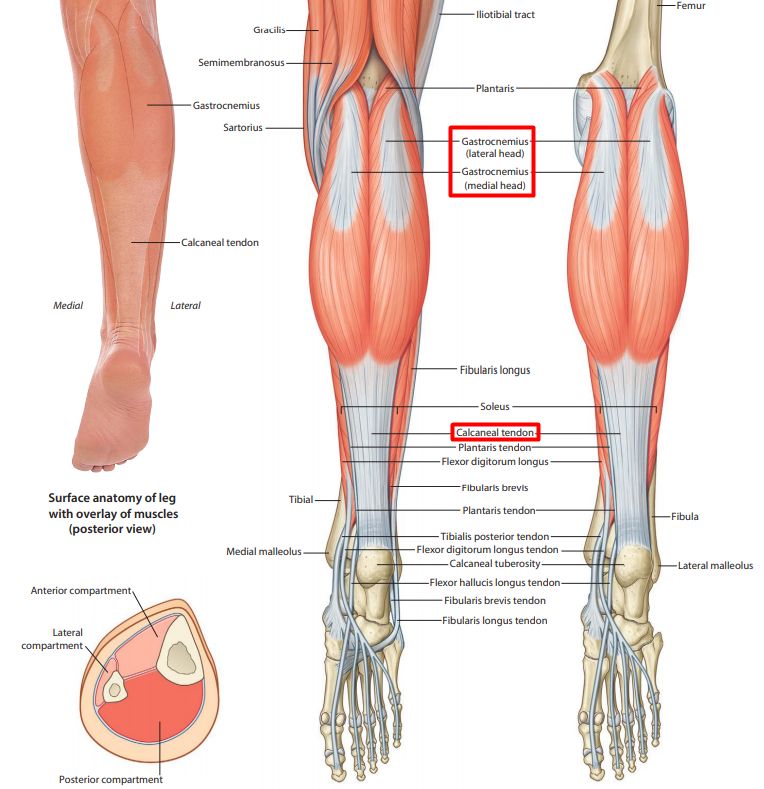 Gracilis
Iliotibial tract
Femur
Semimembranosus
Plantaris
Gastrocnemius
Sartorius
Gastrocnemius
(lateral head)
Gastrocnemius
(medial head)
Calcaneal tendon
Medial
Lateral
Fibularis longus
Soleus
Calcaneal tendon
Plantaris tendon
Flexor digitorum longus
Surface anatomy of leg
with overlay of muscles
(posterior view)
Tibial
Fibularis brevis
Plantaris tendon
Fibula
Tibialis posterior tendon
Medial malleolus
Flexor digitorum longus tendon
Calcaneal tuberosity
Lateral malleolus
Flexor hallucis longus tendon
Fibularis brevis tendon
Fibularis longus tendon
Anterior compartment
Lateral
compartment
Posterior compartment